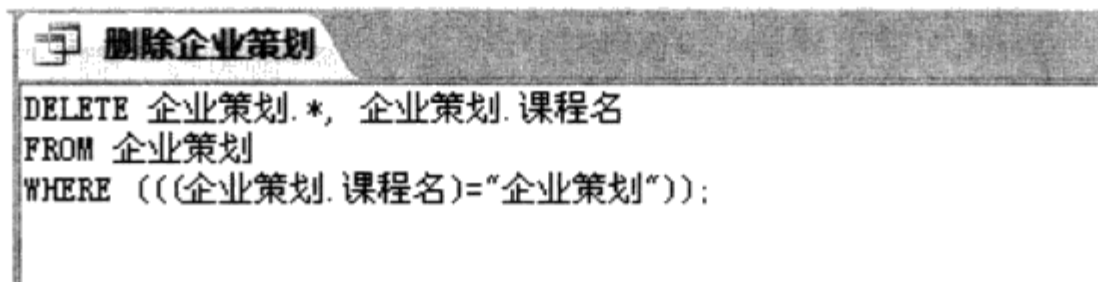 删除企业策划
DELETE 企业策划.*, 企业策划.课程名
FROM 企业策划
WHERE (((企业策划.课程名)="企业策划"));